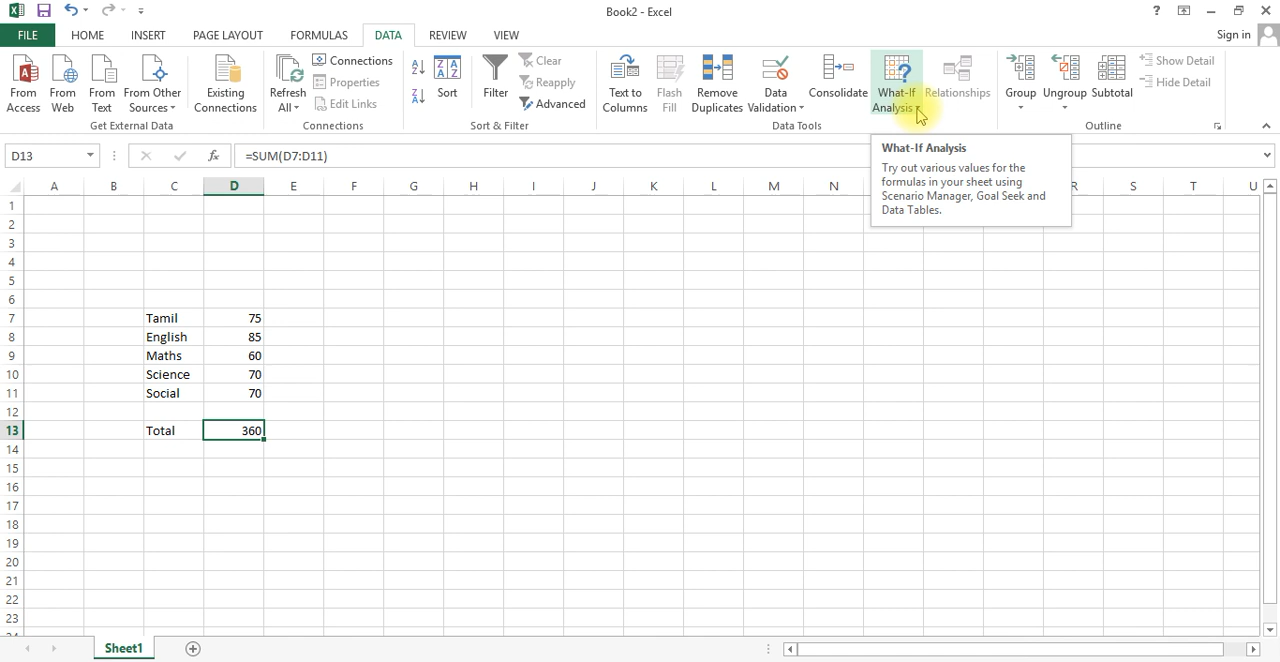 Book2 - Excel
?
FILE HOME INSERT PAGE LAYOUT FORMULAS DATA REVIEW VIEW Sign in
From Access
From Web
From Text
From Other Sources
Existing Connections
Get External Data
Refresh All
Connections
Properties
Edit Links
Connections
Sort
Filter
Clear
Reapply
Advanced
Sort & Filter
Text to Columns
Flash Fill
Remove Duplicates
Data Validation
Consolidate
What-If Analysis
Relationships
Data Tools
Group
Ungroup
Subtotal
Show Detail
Hide Detail
Outline
D13 fx =SUM(D7:D11)
What-If Analysis
Try out various values for the
formulas in your sheet using
Scenario Manager, Goal Seek and
Data Tables.
A B C D E F G H I J K L M N R S T U
1
2
3
4
5
6
7 Tamil 75
8 English 85
9 Maths 60
10 Science 70
11 Social 70
12
13 Total 360
14
15
16
17
18
19
20
21
22
23
Sheet1